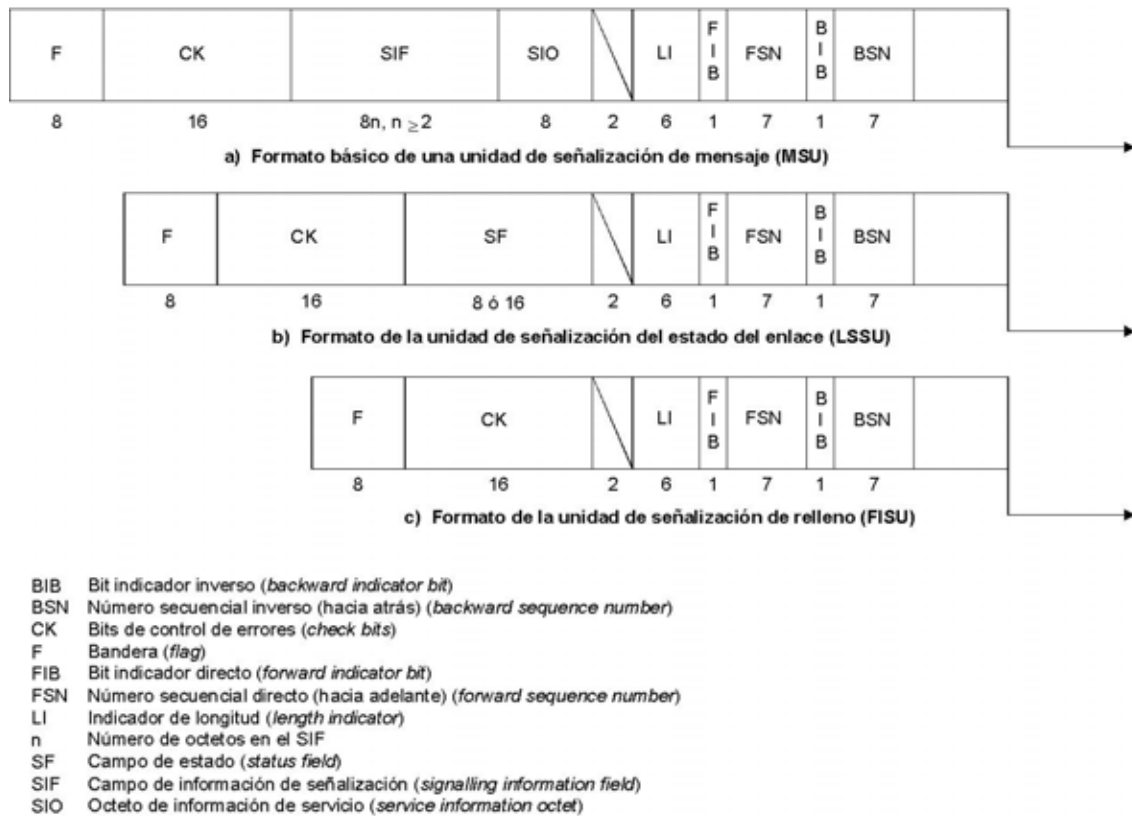 F CK SIF SIO LI FIB FSN BIB BSN
8 16 8n, n ≥2 8 2 6 1 7 1 7
a) Formato básico de una unidad de señalización de mensaje (MSU)
F CK SF LI FIB FSN BIB BSN
8 16 8 ó 16 2 6 1 7 1 7
b) Formato de la unidad de señalización del estado del enlace (LSSU)
F CK LI FIB FSN BIB BSN
8 16 2 6 1 7 1 7
c) Formato de la unidad de señalización de relleno (FISU)
BIB Bit indicador inverso (backward indicator bit)
BSN Número secuencial inverso (hacia atrás) (backward sequence number)
CK Bits de control de errores (check bits)
F Bandera (flag)
FIB Bit indicador directo (forward indicator bit)
FSN Número secuencial directo (hacia adelante) (forward sequence number)
LI Indicador de longitud (length indicator)
n Número de octetos en el SIF
SF Campo de estado (status field)
SIF Campo de información de señalización (signalling information field)
SIO Octeto de información de servicio (service information octet)